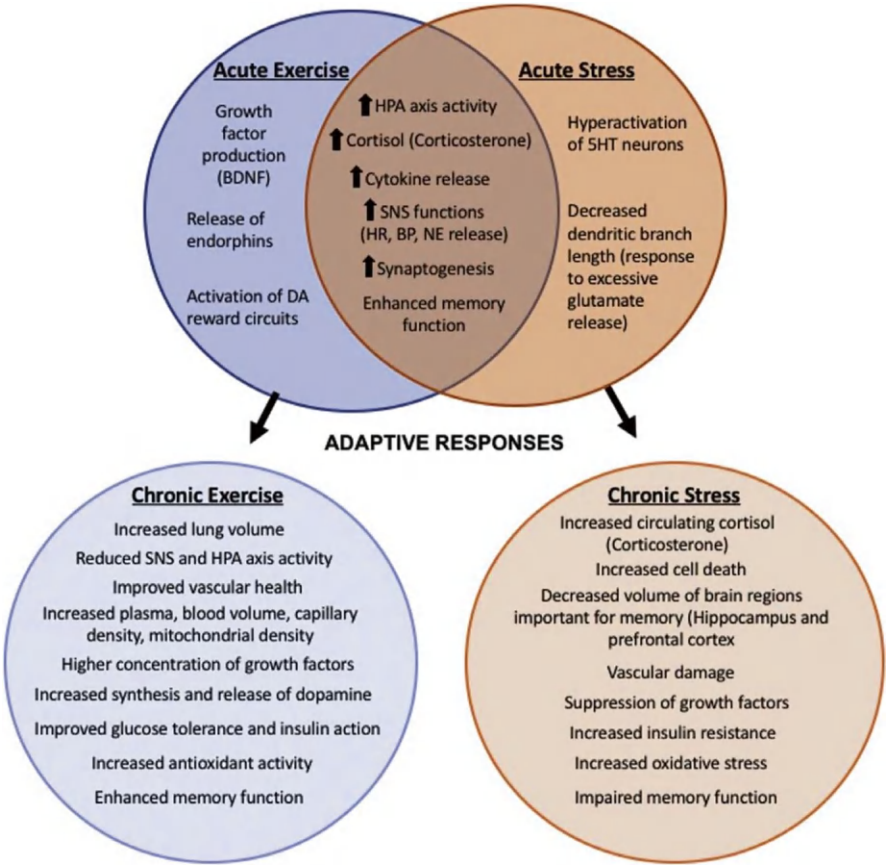 Acute Exercise
Growth
factor
production
(BDNF)
Release of
endorphins
Activation of DA
reward circuits
⬆HPA axis activity
⬆Cortisol (Corticosterone)
⬆Cytokine release
⬆SNS functions
(HR, BP, NE release)
⬆Synaptogenesis
Enhanced memory
function
Acute Stress
Hyperactivation
of 5HT neurons
Decreased
dendritic branch
length (response
to excessive
glutamate
release)
ADAPTIVE RESPONSES
Chronic Exercise
Increased lung volume
Reduced SNS and HPA axis activity
Improved vascular health
Increased plasma, blood volume, capillary
density, mitochondrial density
Higher concentration of growth factors
Increased synthesis and release of dopamine
Improved glucose tolerance and insulin action
Increased antioxidant activity
Enhanced memory function
Chronic Stress
Increased circulating cortisol
(Corticosterone)
Increased cell death
Decreased volume of brain regions
important for memory (Hippocampus and
prefrontal cortex
Vascular damage
Suppression of growth factors
Increased insulin resistance
Increased oxidative stress
Impaired memory function